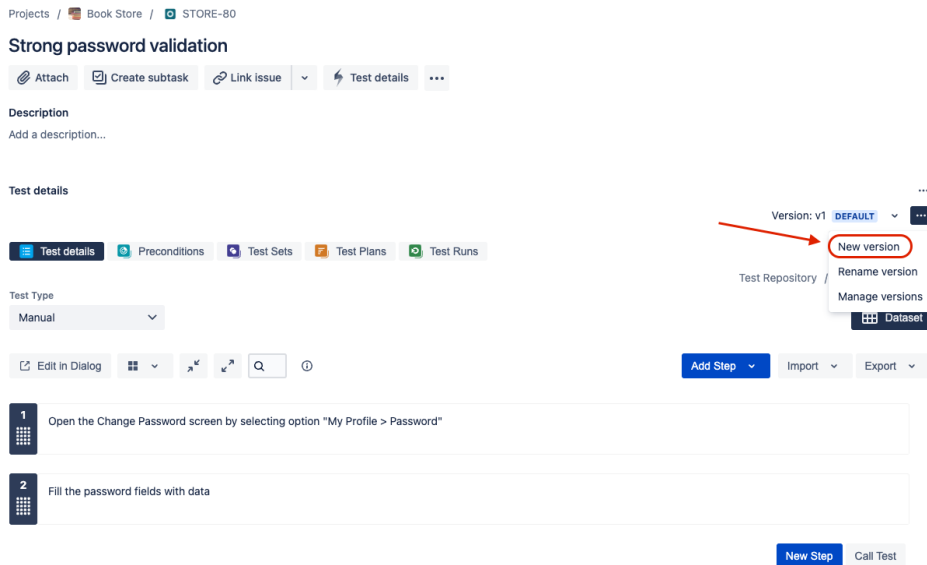 Projects / Book Store / STORE-80
Strong password validation
Attach Create subtask Link issue Test details
Description
Add a description...
Test details
Version: v1 DEFAULT
New version
Test details Preconditions Test Sets Test Plans Test Runs
Rename version
Test Repository /
Manage versions
Test Type
Manual
Dataset
Edit in Dialog
Add Step Import Export
1
Open the Change Password screen by selecting option "My Profile > Password"
2
Fill the password fields with data
New Step Call Test